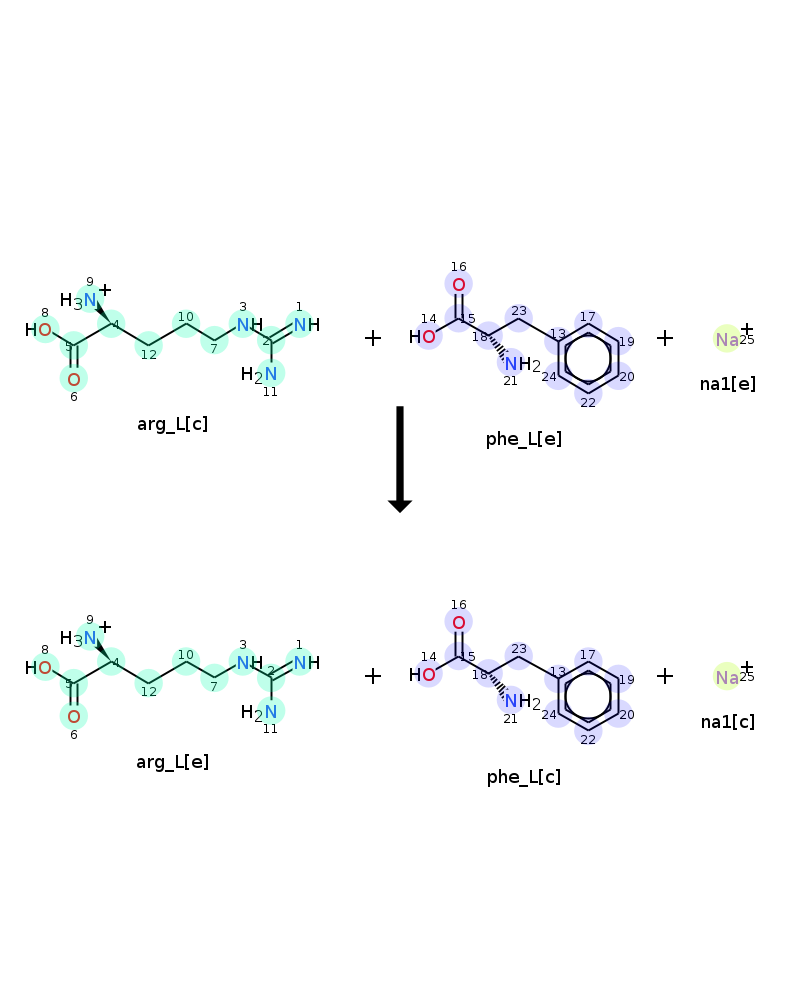 9
H3N+
8
HO
5
O
6
4
12
10
7
3
NH
2
1
NH
H2N
11
arg_L[c]
+
16
O
14
HO
15
18
23
NH2
21
13
17
19
20
22
24
phe_L[e]
+
Na+
25
na1[e]
9
H3N+
8
HO
5
O
6
4
12
10
7
3
NH
2
1
NH
H2N
11
arg_L[e]
+
16
O
14
HO
15
18
23
NH2
21
13
17
19
20
22
24
phe_L[c]
+
Na+
25
na1[c]